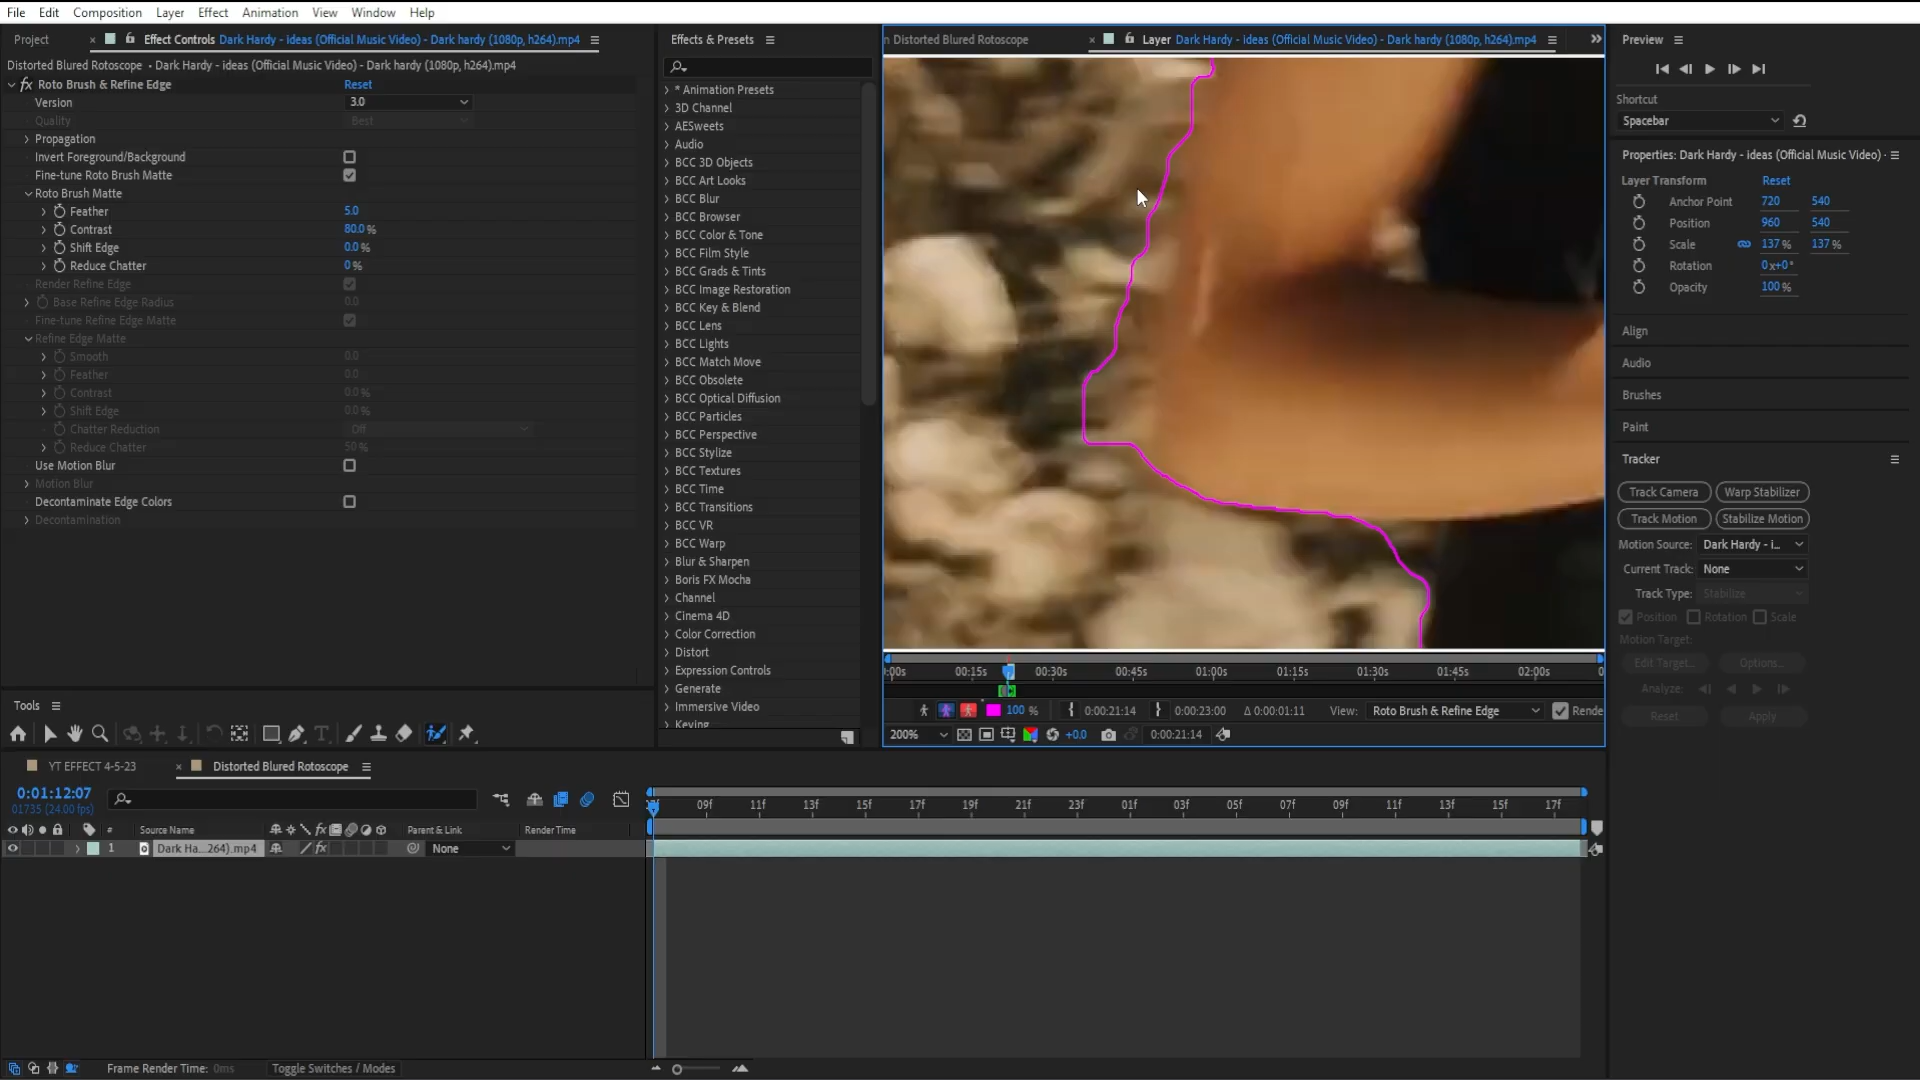 File Edit Composition Layer Effect Animation View Window Help
Project × Effect Controls Dark Hardy - ideas (Official Music Video) - Dark hardy (1080p, h264).mp4
Distorted Blured Rotoscope • Dark Hardy - ideas (Official Music Video) - Dark hardy (1080p, h264).mp4
fx Roto Brush & Refine Edge Reset
Version 3.0
Quality Best
Propagation
Invert Foreground/Background
Fine-tune Roto Brush Matte
Roto Brush Matte
Feather 5.0
Contrast 80.0 %
Shift Edge 0.0 %
Reduce Chatter 0 %
Render Refine Edge
Base Refine Edge Radius 0.0
Fine-tune Refine Edge Matte
Refine Edge Matte
Smooth 0.0
Feather 0.0
Contrast 0.0 %
Shift Edge 0.0 %
Chatter Reduction Off
Reduce Chatter 50 %
Use Motion Blur
Motion Blur
Decontaminate Edge Colors
Decontamination
Effects & Presets
* Animation Presets
3D Channel
AESweets
Audio
BCC 3D Objects
BCC Art Looks
BCC Blur
BCC Browser
BCC Color & Tone
BCC Film Style
BCC Grads & Tints
BCC Image Restoration
BCC Key & Blend
BCC Lens
BCC Lights
BCC Match Move
BCC Obsolete
BCC Optical Diffusion
BCC Particles
BCC Perspective
BCC Stylize
BCC Textures
BCC Time
BCC Transitions
BCC VR
BCC Warp
Blur & Sharpen
Boris FX Mocha
Channel
Cinema 4D
Color Correction
Distort
Expression Controls
Generate
Immersive Video
Keying
n Distorted Blured Rotoscope × Layer Dark Hardy - ideas (Official Music Video) - Dark hardy (1080p, h264).mp4
:00s 00:15s 00:30s 00:45s 01:00s 01:15s 01:30s 01:45s 02:00s
100 % 0:00:21:14 0:00:23:00 Δ 0:00:01:11 View: Roto Brush & Refine Edge Rende
200% +0.0 0:00:21:14
Preview
Shortcut
Spacebar
Properties: Dark Hardy - ideas (Official Music Video) ·
Layer Transform Reset
Anchor Point 720 540
Position 960 540
Scale 137 % 137 %
Rotation 0x+0°
Opacity 100 %
Align
Audio
Brushes
Paint
Tracker
Track Camera Warp Stabilizer
Track Motion Stabilize Motion
Motion Source: Dark Hardy - i...
Current Track: None
Track Type: Stabilize
Position Rotation Scale
Motion Target:
Edit Target... Options...
Analyze:
Reset Apply
Tools
YT EFFECT 4-5-23 × Distorted Blured Rotoscope
0:01:12:07
01735 (24.00 fps)
09f 11f 13f 15f 17f 19f 21f 23f 01f 03f 05f 07f 09f 11f 13f 15f 17f
# Source Name fx Parent & Link Render Time
1 Dark Ha...264).mp4 fx None
Frame Render Time: 0ms Toggle Switches / Modes